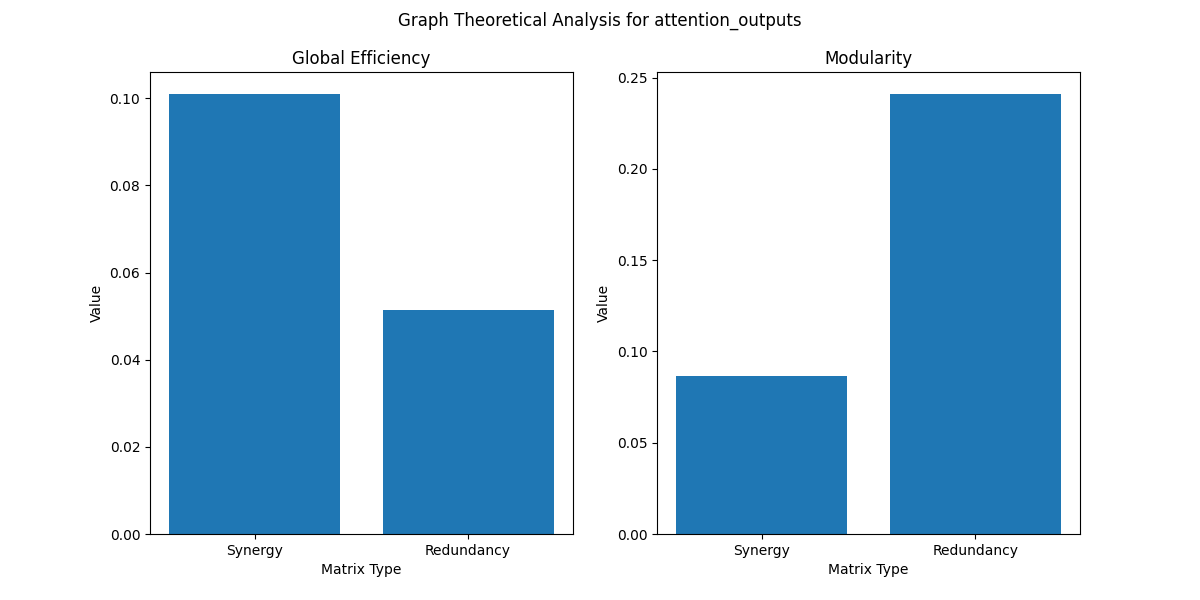 Graph Theoretical Analysis for attention_outputs
Global Efficiency
0.10
0.08
0.06
0.04
0.02
0.00
Value
Synergy
Redundancy
Matrix Type
Modularity
0.25
0.20
0.15
0.10
0.05
0.00
Value
Synergy
Redundancy
Matrix Type